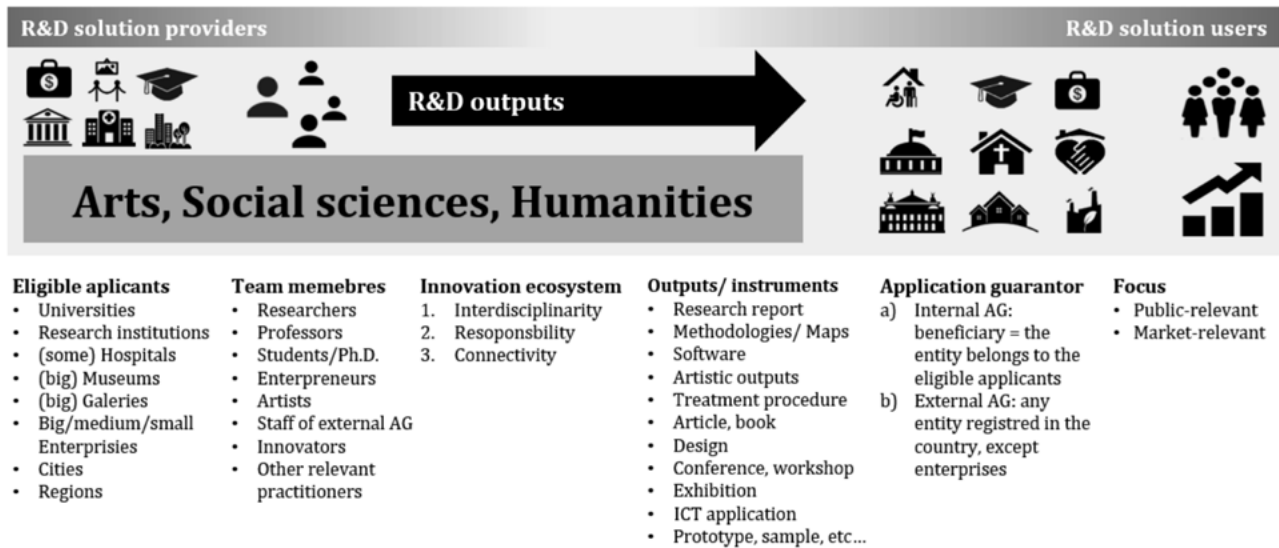 R&D solution providers
R&D solution users
R&D outputs
Arts, Social sciences, Humanities
Eligible aplicants
• Universities
• Research institutions
• (some) Hospitals
• (big) Museums
• (big) Galeries
• Big/medium/small
Enterprisies
• Cities
• Regions
Team memebres
• Researchers
• Professors
• Students/Ph.D.
• Enterpreneurs
• Artists
• Staff of external AG
• Innovators
• Other relevant
practitioners
Innovation ecosystem
1. Interdisciplinarity
2. Resoponsbility
3. Connectivity
Outputs/ instruments
• Research report
• Methodologies/ Maps
• Software
• Artistic outputs
• Treatment procedure
• Article, book
• Design
• Conference, workshop
• Exhibition
• ICT application
• Prototype, sample, etc...
Application guarantor
a) Internal AG:
beneficiary = the
entity belongs to the
eligible applicants
b) External AG: any
entity registred in the
country, except
enterprises
Focus
• Public-relevant
• Market-relevant